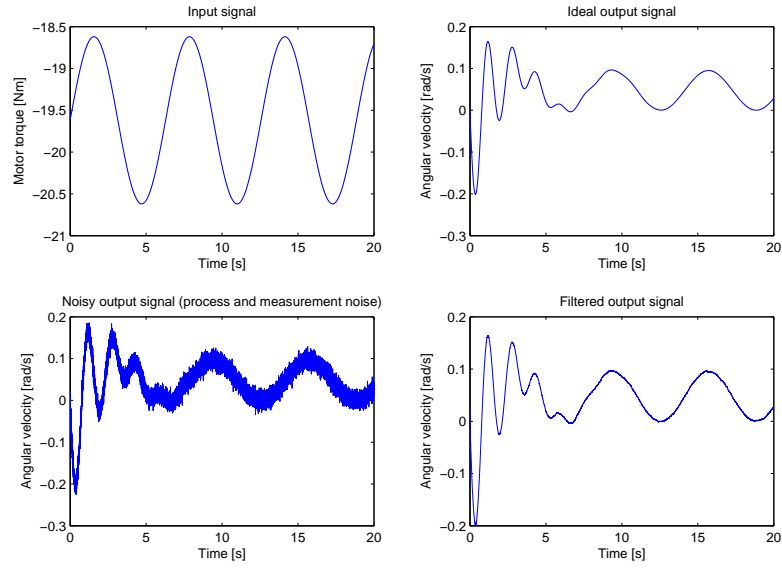 Input signal
Motor torque [Nm]
−18.5
−19
−19.5
−20
−20.5
−21
0 5 10 15 20
Time [s]
Ideal output signal
Angular velocity [rad/s]
0.2
0.1
0
−0.1
−0.2
−0.3
0 5 10 15 20
Time [s]
Noisy output signal (process and measurement noise)
Angular velocity [rad/s]
0.2
0.1
0
−0.1
−0.2
−0.3
0 5 10 15 20
Time [s]
Filtered output signal
Angular velocity [rad/s]
0.2
0.1
0
−0.1
−0.2
0 5 10 15 20
Time [s]